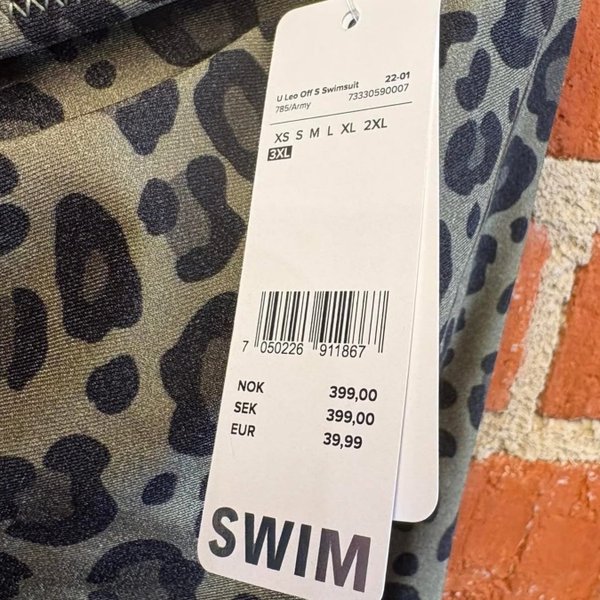 U Leo Off S Swimsuit 22-01
785/Army 73330590007
XS S M L XL 2XL
3XL
7 050226 911867
NOK 399,00
SEK 399,00
EUR 39,99
SWIM